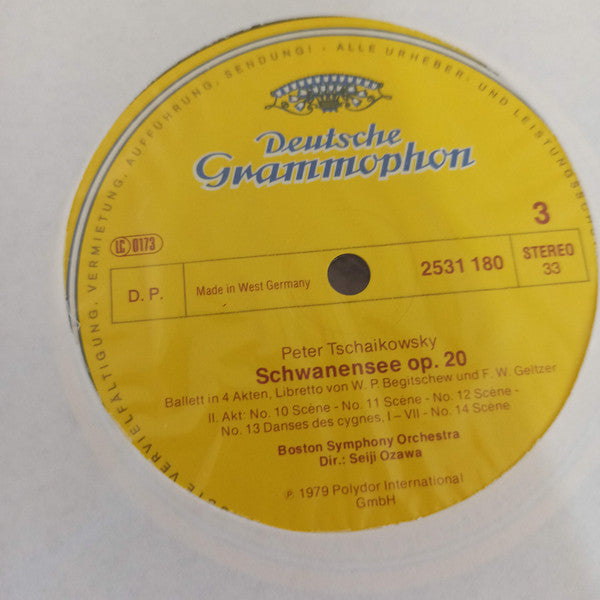 VERVIELFÄLTIGUNG, VERMIETUNG, AUFFÜHRUNG, SENDUNG! · ALLE URHEBER- UND
Deutsche
Grammophon
3
LC 0173
D. P.
Made in West Germany
2531 180
STEREO
33
Peter Tschaikowsky
Schwanensee op. 20
Ballett in 4 Akten, Libretto von W. P. Begitschew und F. W. Geltzer
II. Akt: No. 10 Scène - No. 11 Scène - No. 12 Scène -
No. 13 Danses des cygnes, I – VII - No. 14 Scène
Boston Symphony Orchestra
Dir.: Seiji Ozawa
℗ 1979 Polydor International
GmbH